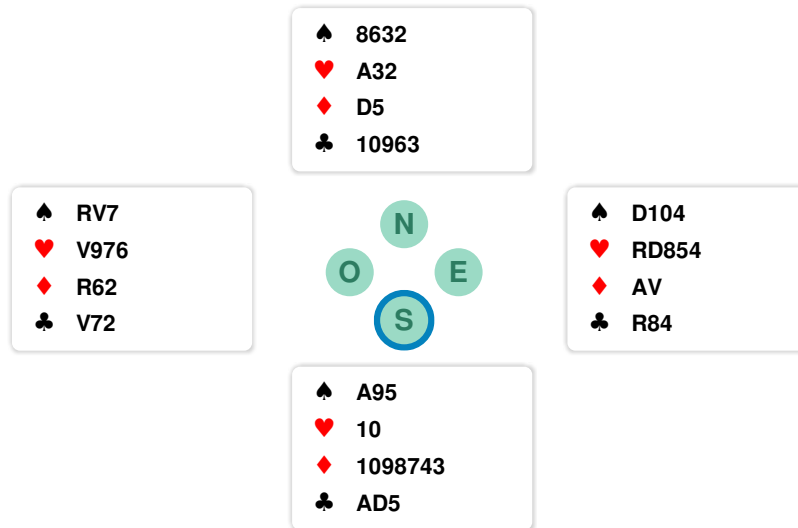 ♠ 8632
♥ A32
♦ D5
♣ 10963
♠ RV7
♥ V976
♦ R62
♣ V72
N
O E
S
♠ D104
♥ RD854
♦ AV
♣ R84
♠ A95
♥ 10
♦ 1098743
♣ AD5